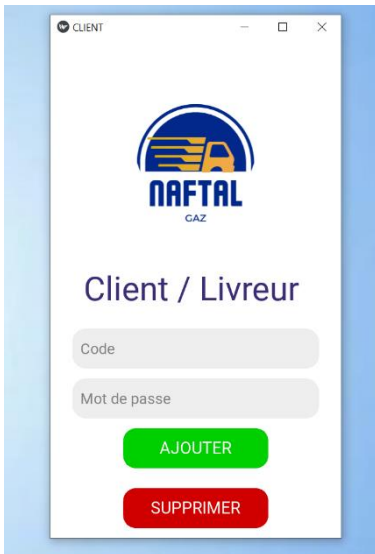 CLIENT
NAFTAL
GAZ
Client / Livreur
Code
Mot de passe
AJOUTER
SUPPRIMER